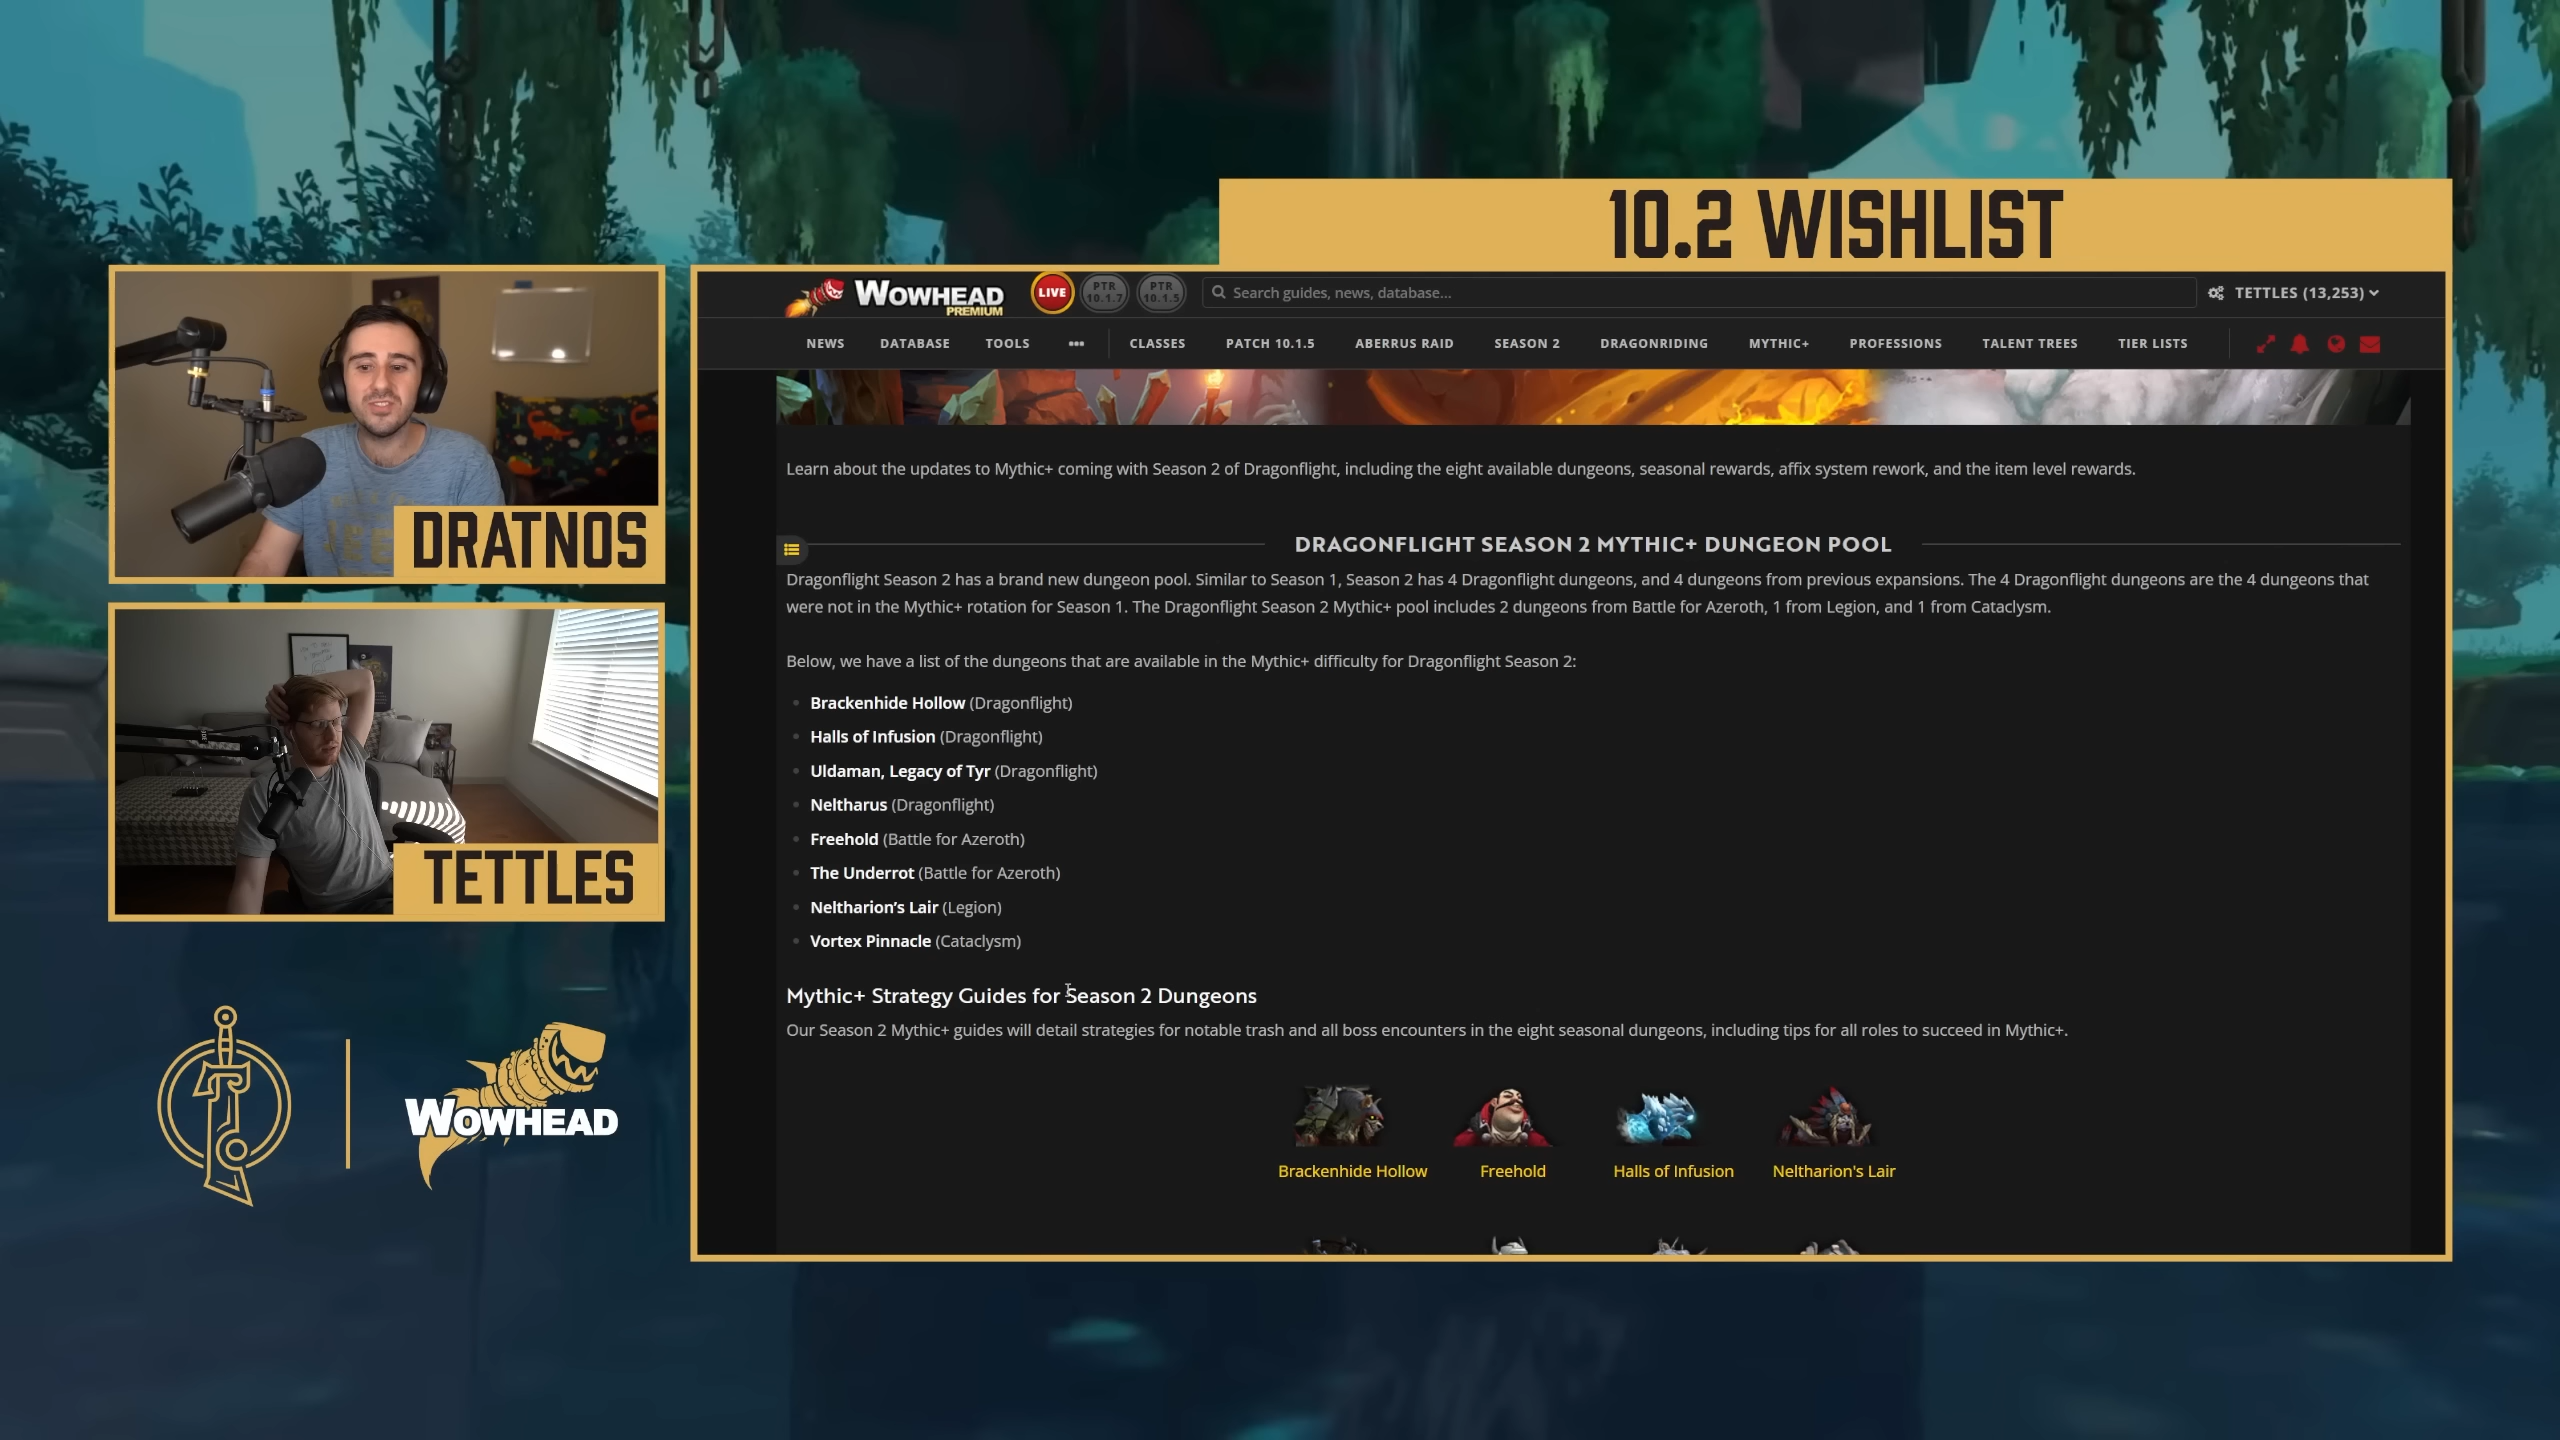 10.2 WISHLIST
DRATNOS
TETTLES
WOWHEAD
WOWHEAD
PREMIUM
LIVE
PTR
10.1.7
PTR
10.1.5
Search guides, news, database...
TETTLES (13,253)
NEWS
DATABASE
TOOLS
•••
CLASSES
PATCH 10.1.5
ABERRUS RAID
SEASON 2
DRAGONRIDING
MYTHIC+
PROFESSIONS
TALENT TREES
TIER LISTS
Learn about the updates to Mythic+ coming with Season 2 of Dragonflight, including the eight available dungeons, seasonal rewards, affix system rework, and the item level rewards.
DRAGONFLIGHT SEASON 2 MYTHIC+ DUNGEON POOL
Dragonflight Season 2 has a brand new dungeon pool. Similar to Season 1, Season 2 has 4 Dragonflight dungeons, and 4 dungeons from previous expansions. The 4 Dragonflight dungeons are the 4 dungeons that
were not in the Mythic+ rotation for Season 1. The Dragonflight Season 2 Mythic+ pool includes 2 dungeons from Battle for Azeroth, 1 from Legion, and 1 from Cataclysm.
Below, we have a list of the dungeons that are available in the Mythic+ difficulty for Dragonflight Season 2:
Brackenhide Hollow (Dragonflight)
Halls of Infusion (Dragonflight)
Uldaman, Legacy of Tyr (Dragonflight)
Neltharus (Dragonflight)
Freehold (Battle for Azeroth)
The Underrot (Battle for Azeroth)
Neltharion's Lair (Legion)
Vortex Pinnacle (Cataclysm)
Mythic+ Strategy Guides for Season 2 Dungeons
Our Season 2 Mythic+ guides will detail strategies for notable trash and all boss encounters in the eight seasonal dungeons, including tips for all roles to succeed in Mythic+.
Brackenhide Hollow
Freehold
Halls of Infusion
Neltharion's Lair